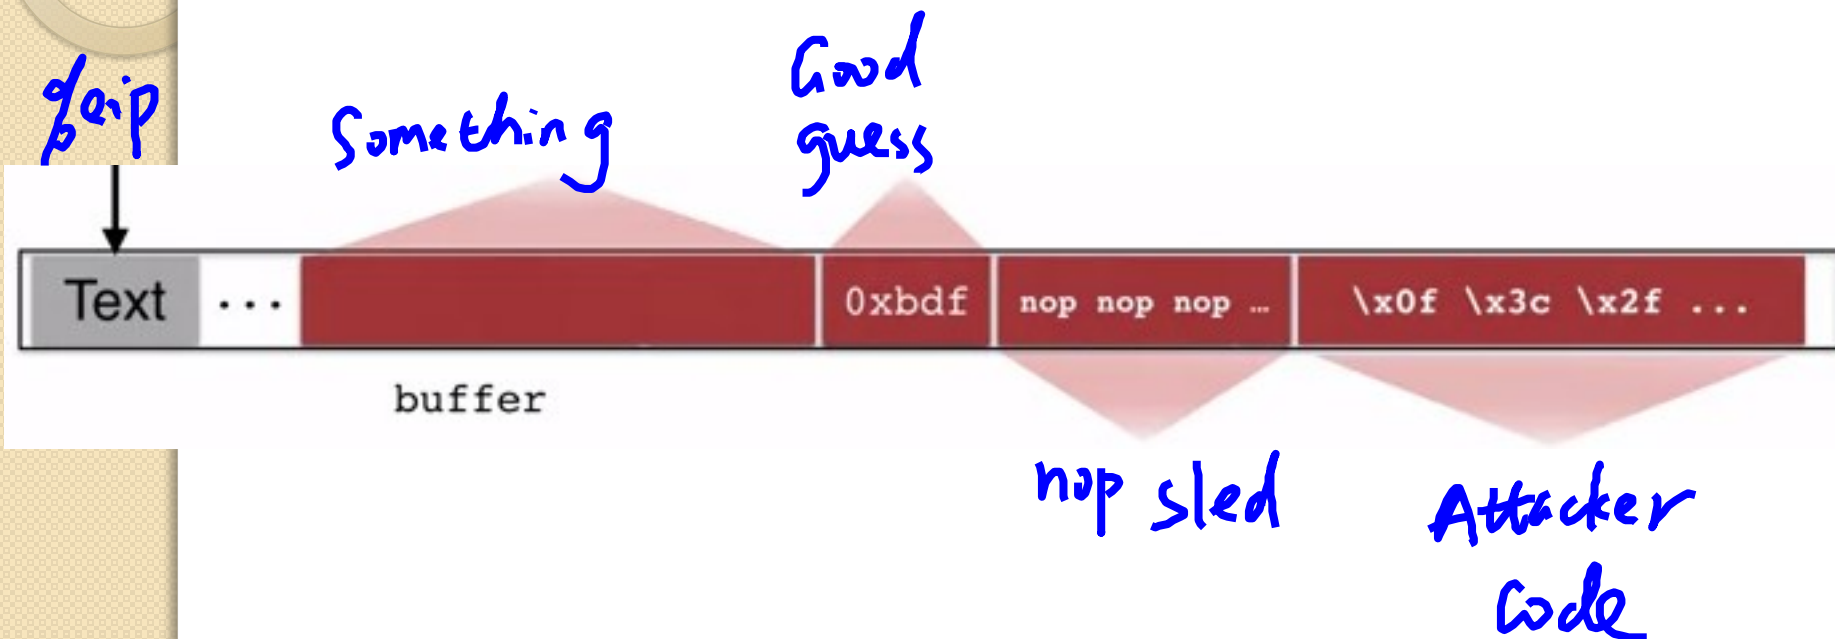 %eip
Something
Good
guess
Text ... 0xbdf nop nop nop … \x0f \x3c \x2f ...
buffer
nop sled
Attacker
Code